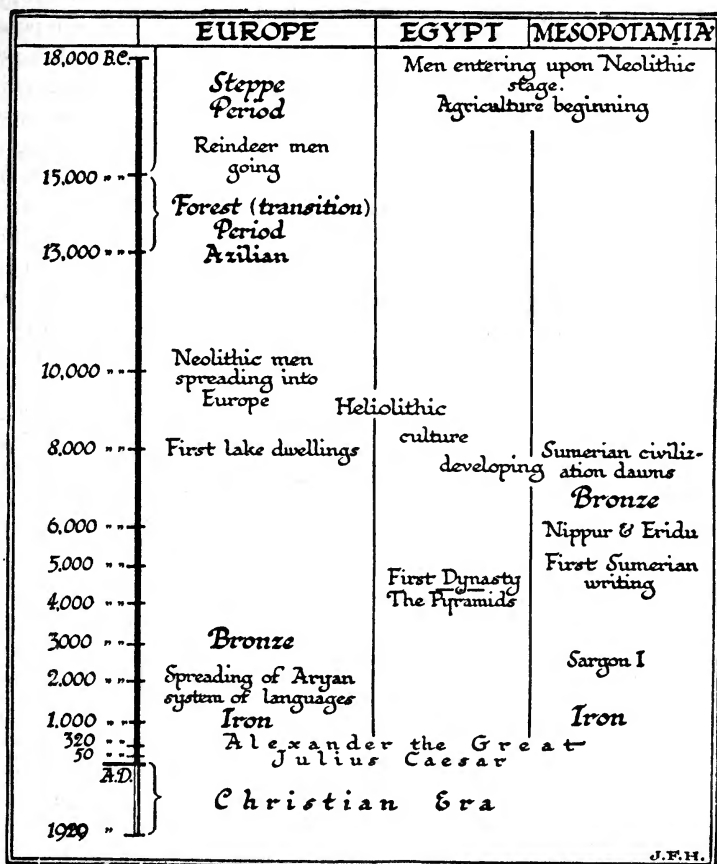 EUROPE EGYPT MESOPOTAMIA
18,000 B.C.
Steppe
Period
Men entering upon Neolithic
stage.
Agriculture beginning
Reindeer men
going
15,000 " "
Forest (transition)
Period
13,000 " "
Azilian
10,000 " "
Neolithic men
spreading into
Europe
Heliolithic
culture
developing
8,000 " "
First lake dwellings
Sumerian civiliz-
ation dawns
Bronze
6,000 " "
Nippur & Eridu
5,000 " "
First Sumerian
writing
First Dynasty
The Pyramids
4,000 " "
3,000 " "
Bronze
Sargon I
2,000 " "
Spreading of Aryan
system of languages
1,000 " "
Iron
Iron
320 " "
Alexander the Great
50 " "
Julius Caesar
A.D.
Christian Era
"
J.F.H.